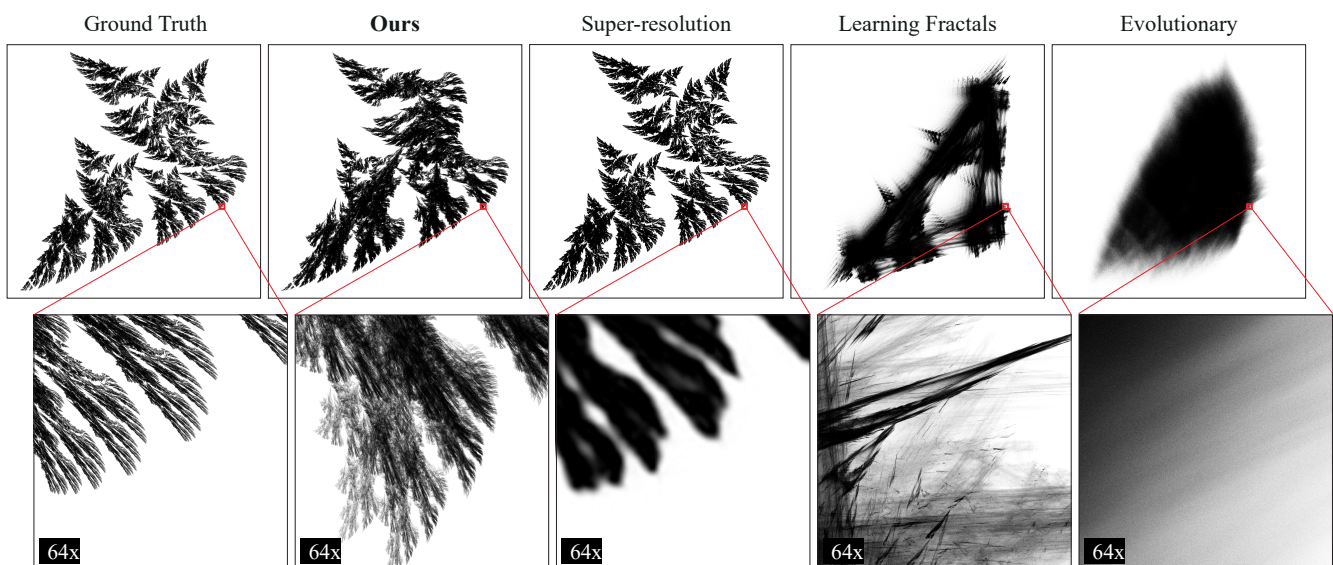 Ground Truth
Ours
Super-resolution
Learning Fractals
Evolutionary
64x
64x
64x
64x
64x